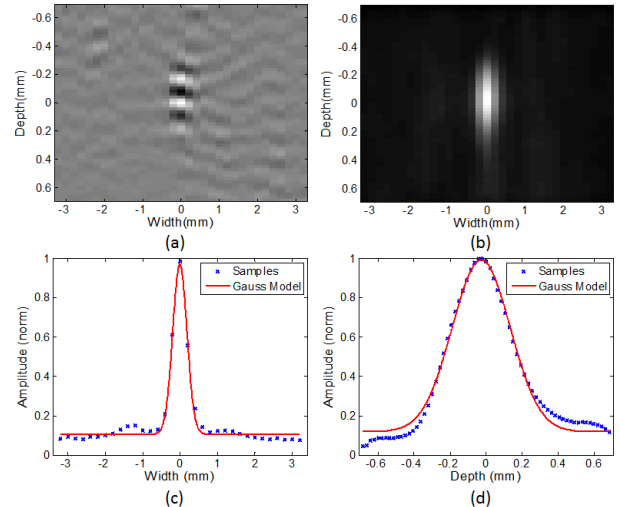 -0.6
-0.4
-0.2
0
0.2
0.4
0.6
Depth(mm)
-3 -2 -1 0 1 2 3
Width(mm)
(a)
-0.6
-0.4
-0.2
0
0.2
0.4
0.6
Depth(mm)
-3 -2 -1 0 1 2 3
Width(mm)
(b)
1
0.8
0.6
0.4
0.2
0
Amplitude (norm)
Samples
Gauss Model
-3 -2 -1 0 1 2 3
Width (mm)
(c)
1
0.8
0.6
0.4
0.2
0
Amplitude (norm)
Samples
Gauss Model
-0.6 -0.4 -0.2 0 0.2 0.4 0.6
Depth (mm)
(d)